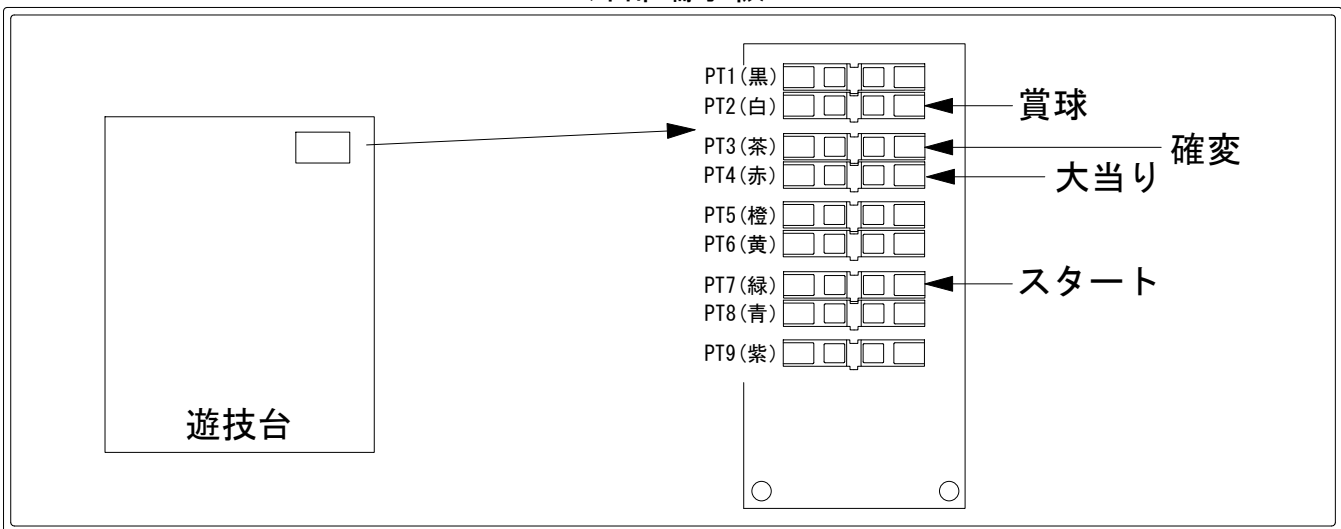 PT1(黒)
PT2(白)
賞球
PT3(茶)
確変
PT4(赤)
大当り
PT5(橙)
PT6(黄)
PT7(緑)
スタート
PT8(青)
PT9(紫)
遊技台